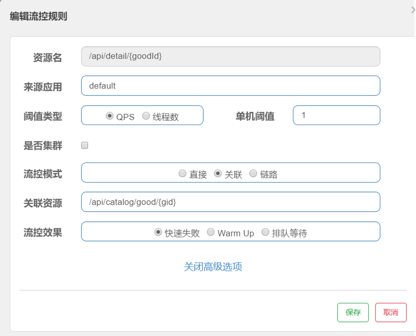 编辑流控规则
资源名 /api/detail/{goodId}
来源应用 default
阈值类型 QPS 线程数 单机阈值 1
是否集群
流控模式 直接 关联 链路
关联资源 /api/catalog/good/{gid}
流控效果 快速失败 Warm Up 排队等待
关闭高级选项
保存 取消